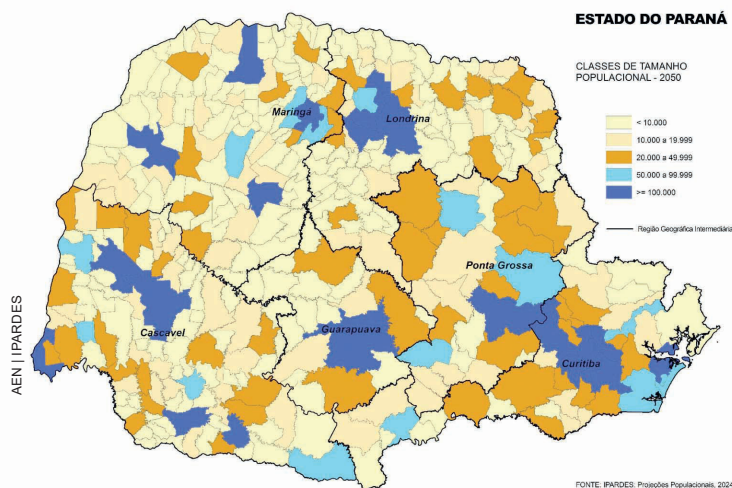 ESTADO DO PARANÁ
CLASSES DE TAMANHO
POPULACIONAL - 2050
< 10.000
10.000 a 19.999
20.000 a 49.999
50.000 a 99.999
>= 100.000
Região Geográfica Intermediária
Maringá
Londrina
Ponta Grossa
Cascavel
Guarapuava
Curitiba
AEN | IPARDES
FONTE: IPARDES: Projeções Populacionais, 2024